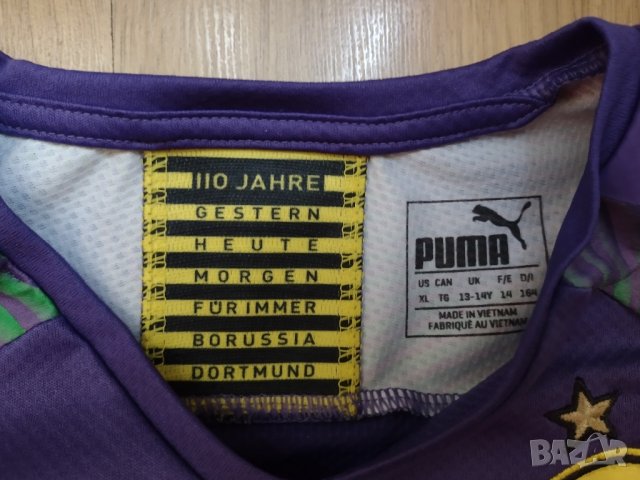 110 JAHRE
GESTERN
HEUTE
MORGEN
FÜR IMMER
BORUSSIA
DORTMUND
PUMA
US CAN UK F/E D/I
XL TG 13-14Y 14 164
MADE IN VIETNAM
FABRIQUÉ AU VIETNAM
BAZAR